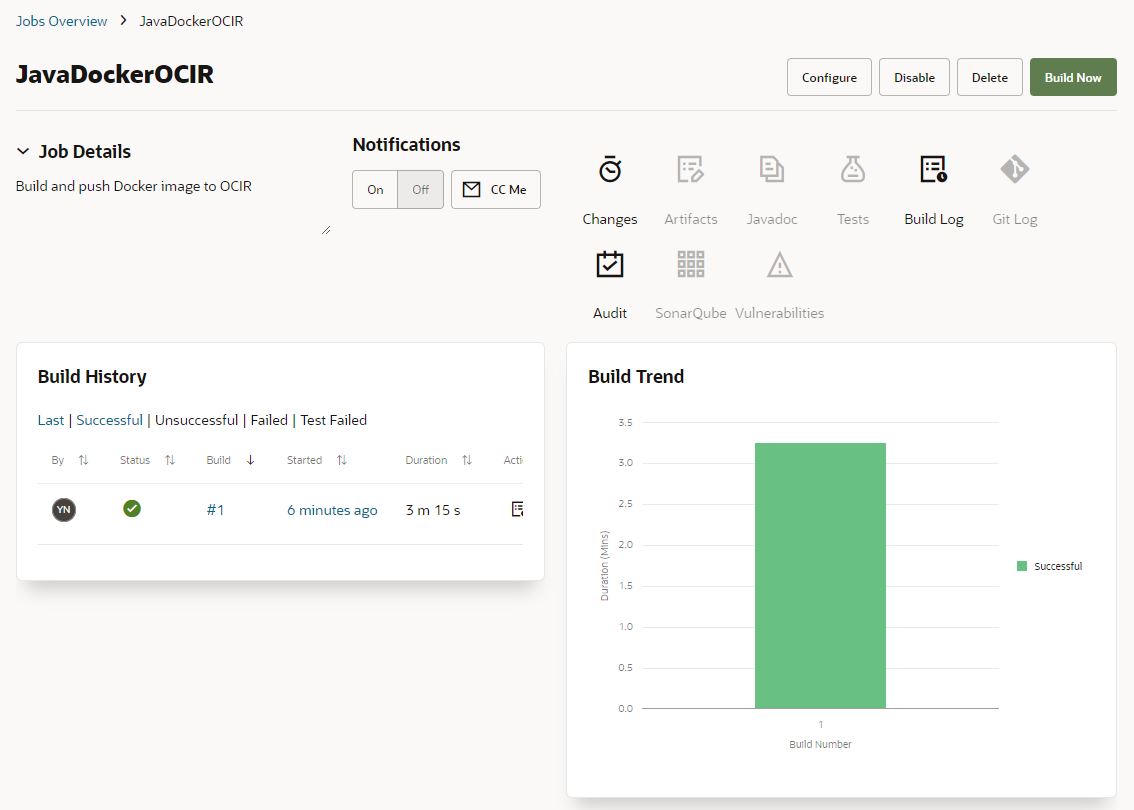 Jobs Overview > JavaDockerOCIR
JavaDockerOCIR
Configure Disable Delete Build Now
Job Details
Build and push Docker image to OCIR
Notifications
On Off CC Me
Changes Artifacts Javadoc Tests Build Log Git Log
Audit SonarQube Vulnerabilities
Build History
Last | Successful | Unsuccessful | Failed | Test Failed
By Status Build Started Duration
YN #1 6 minutes ago 3 m 15 s
Build Trend
3.5
3.0
2.5
2.0
1.5
1.0
0.5
0.0
Duration (Mins)
1
Build Number
Successful